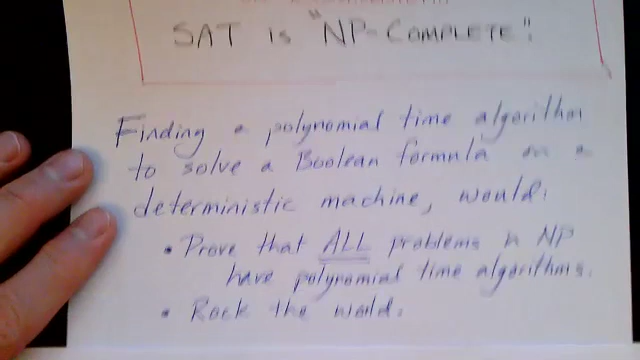 SAT is "NP-COMPLETE".
Finding a polynomial time algorithm
to solve a Boolean formula on a
deterministic machine, would:
• Prove that ALL problems in NP
have polynomial time algorithms.
• Rock the world.